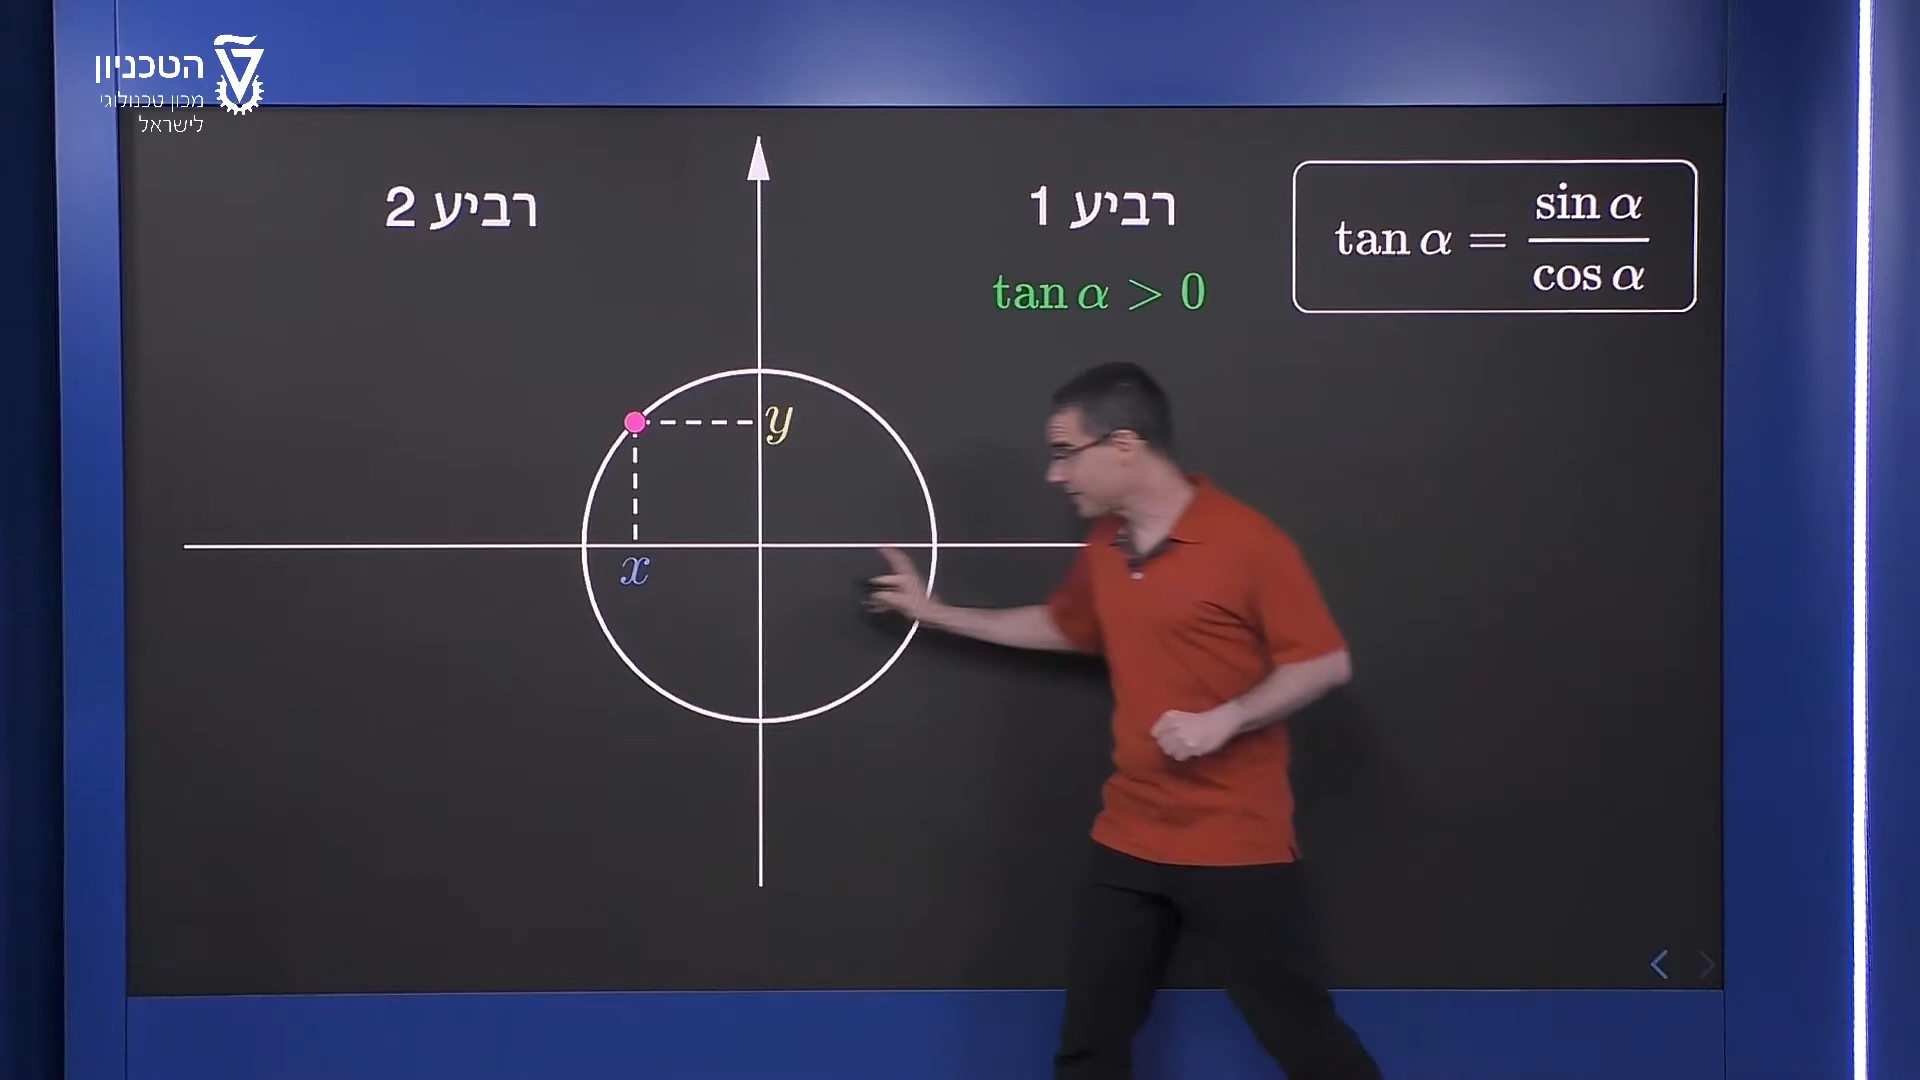 הטכניון
מכון טכנולוגי
לישראל
רביע 2
רביע 1
tan α > 0
tan α = sin α / cos α
y
x